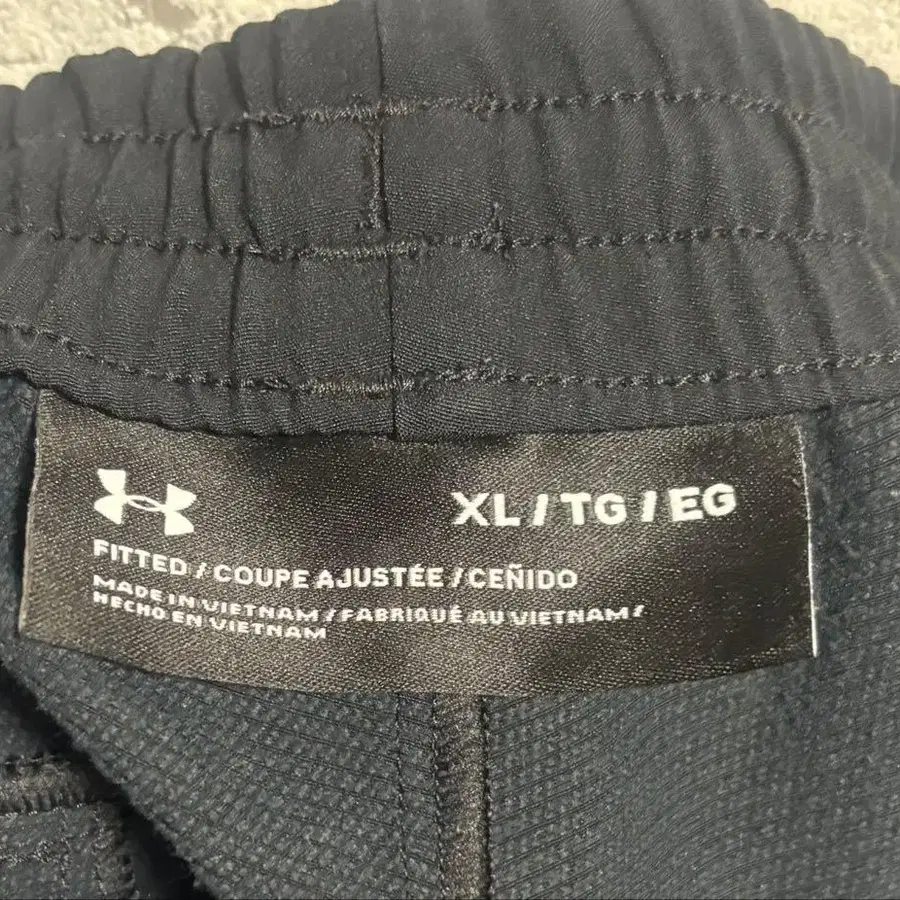 XL / TG / EG
FITTED / COUPE AJUSTÉE / CEÑIDO
MADE IN VIETNAM / FABRIQUÉ AU VIETNAM /
HECHO EN VIETNAM